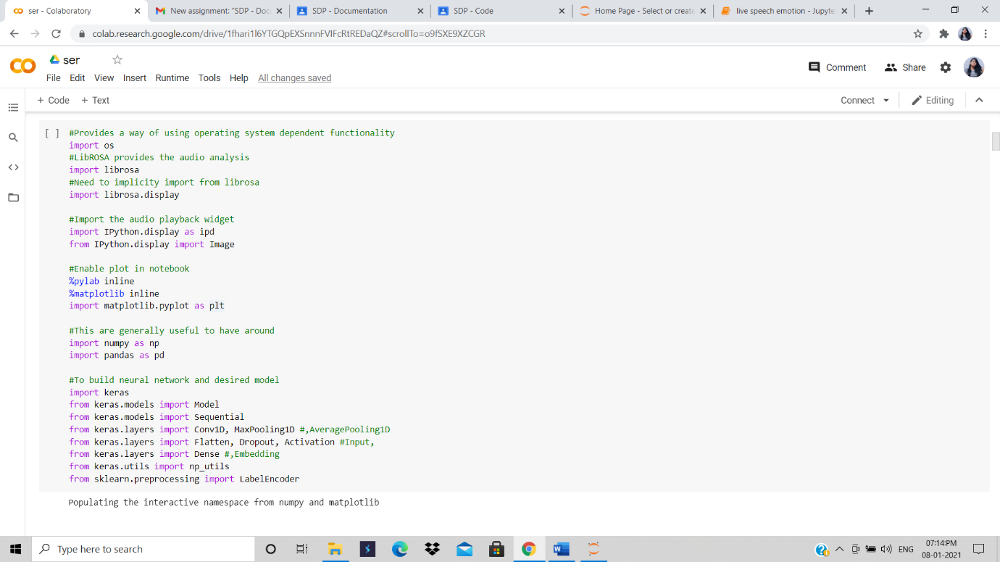 ser - Colaboratory
New assignment: "SDP - Doc
SDP - Documentation
SDP - Code
Home Page - Select or create
live speech emotion - Jupyte
colab.research.google.com/drive/1fhari1l6YTGQpEXSnnnFVIFcRtREDaQZ#scrollTo=o9fSXE9XZCGR
ser
File Edit View Insert Runtime Tools Help All changes saved
Comment Share
+ Code + Text
Connect Editing
[ ] #Provides a way of using operating system dependent functionality
import os
#LibROSA provides the audio analysis
import librosa
#Need to implicity import from librosa
import librosa.display
#Import the audio playback widget
import IPython.display as ipd
from IPython.display import Image
#Enable plot in notebook
%pylab inline
%matplotlib inline
import matplotlib.pyplot as plt
#This are generally useful to have around
import numpy as np
import pandas as pd
#To build neural network and desired model
import keras
from keras.models import Model
from keras.models import Sequential
from keras.layers import Conv1D, MaxPooling1D #,AveragePooling1D
from keras.layers import Flatten, Dropout, Activation #Input,
from keras.layers import Dense #,Embedding
from keras.utils import np_utils
from sklearn.preprocessing import LabelEncoder
Populating the interactive namespace from numpy and matplotlib
Type here to search
ENG
07:14:PM
08-01-2021